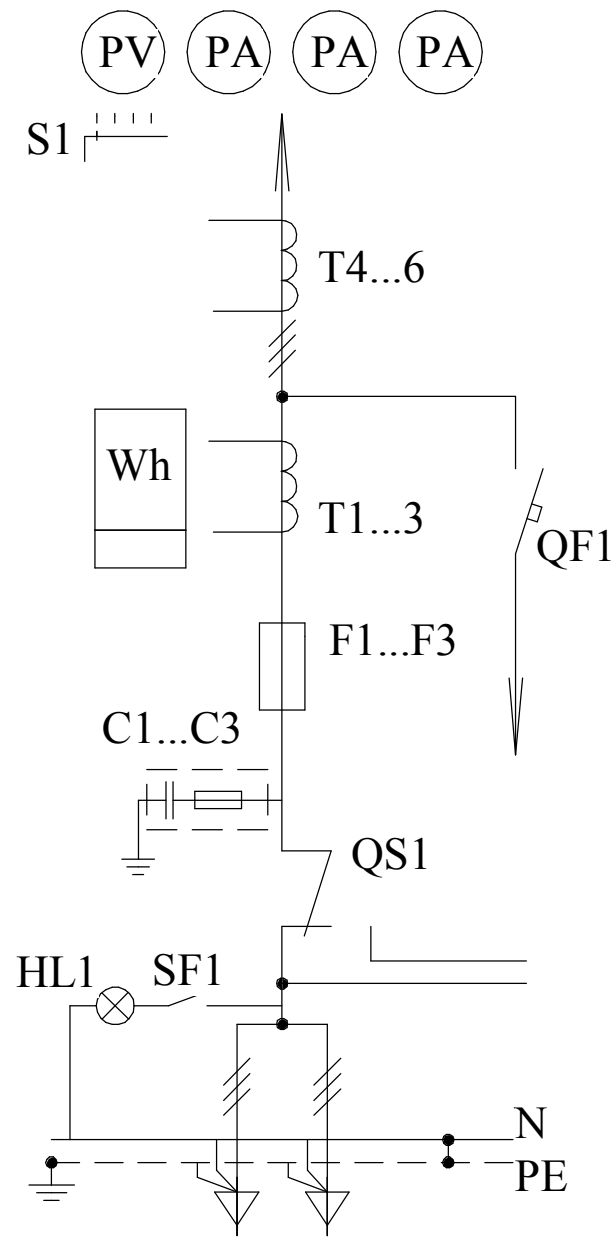 PV PA PA PA
S1
T4...6
Wh
T1...3
QF1
F1...F3
C1...C3
QS1
HL1 SF1
N
PE